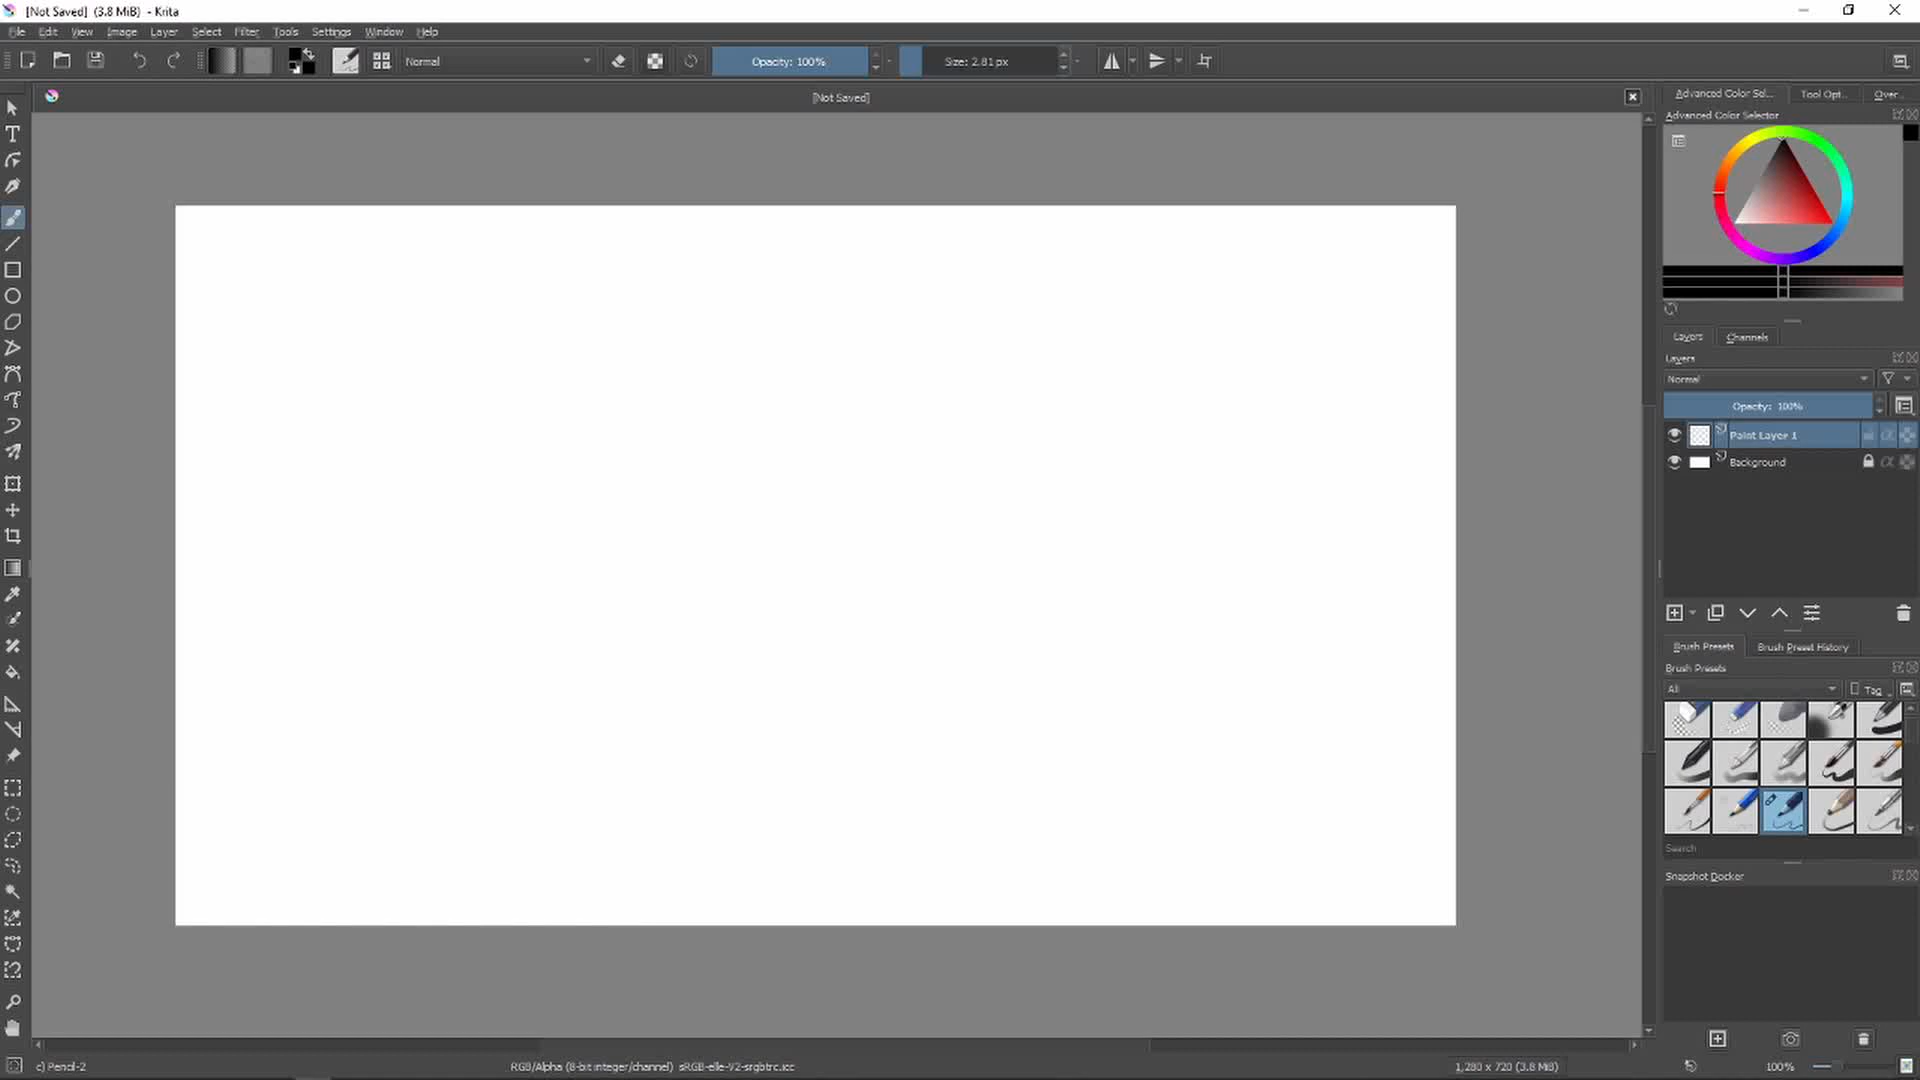 [Not Saved] (3.8 MiB) - Krita
File Edit View Image Layer Select Filter Tools Settings Window Help
Normal
Opacity: 100%
Size: 2.81 px
[Not Saved]
Advanced Color Sel... Tool Opt... Over...
Advanced Color Selector
Layers Channels
Layers
Normal
Opacity: 100%
Paint Layer 1
Background
Brush Presets Brush Preset History
Brush Presets
All Tag
Search
Snapshot Docker
c) Pencil-2
RGB/Alpha (8-bit integer/channel) sRGB-elle-V2-srgbtrc.icc
1,280 x 720 (3.8 MiB)
100%